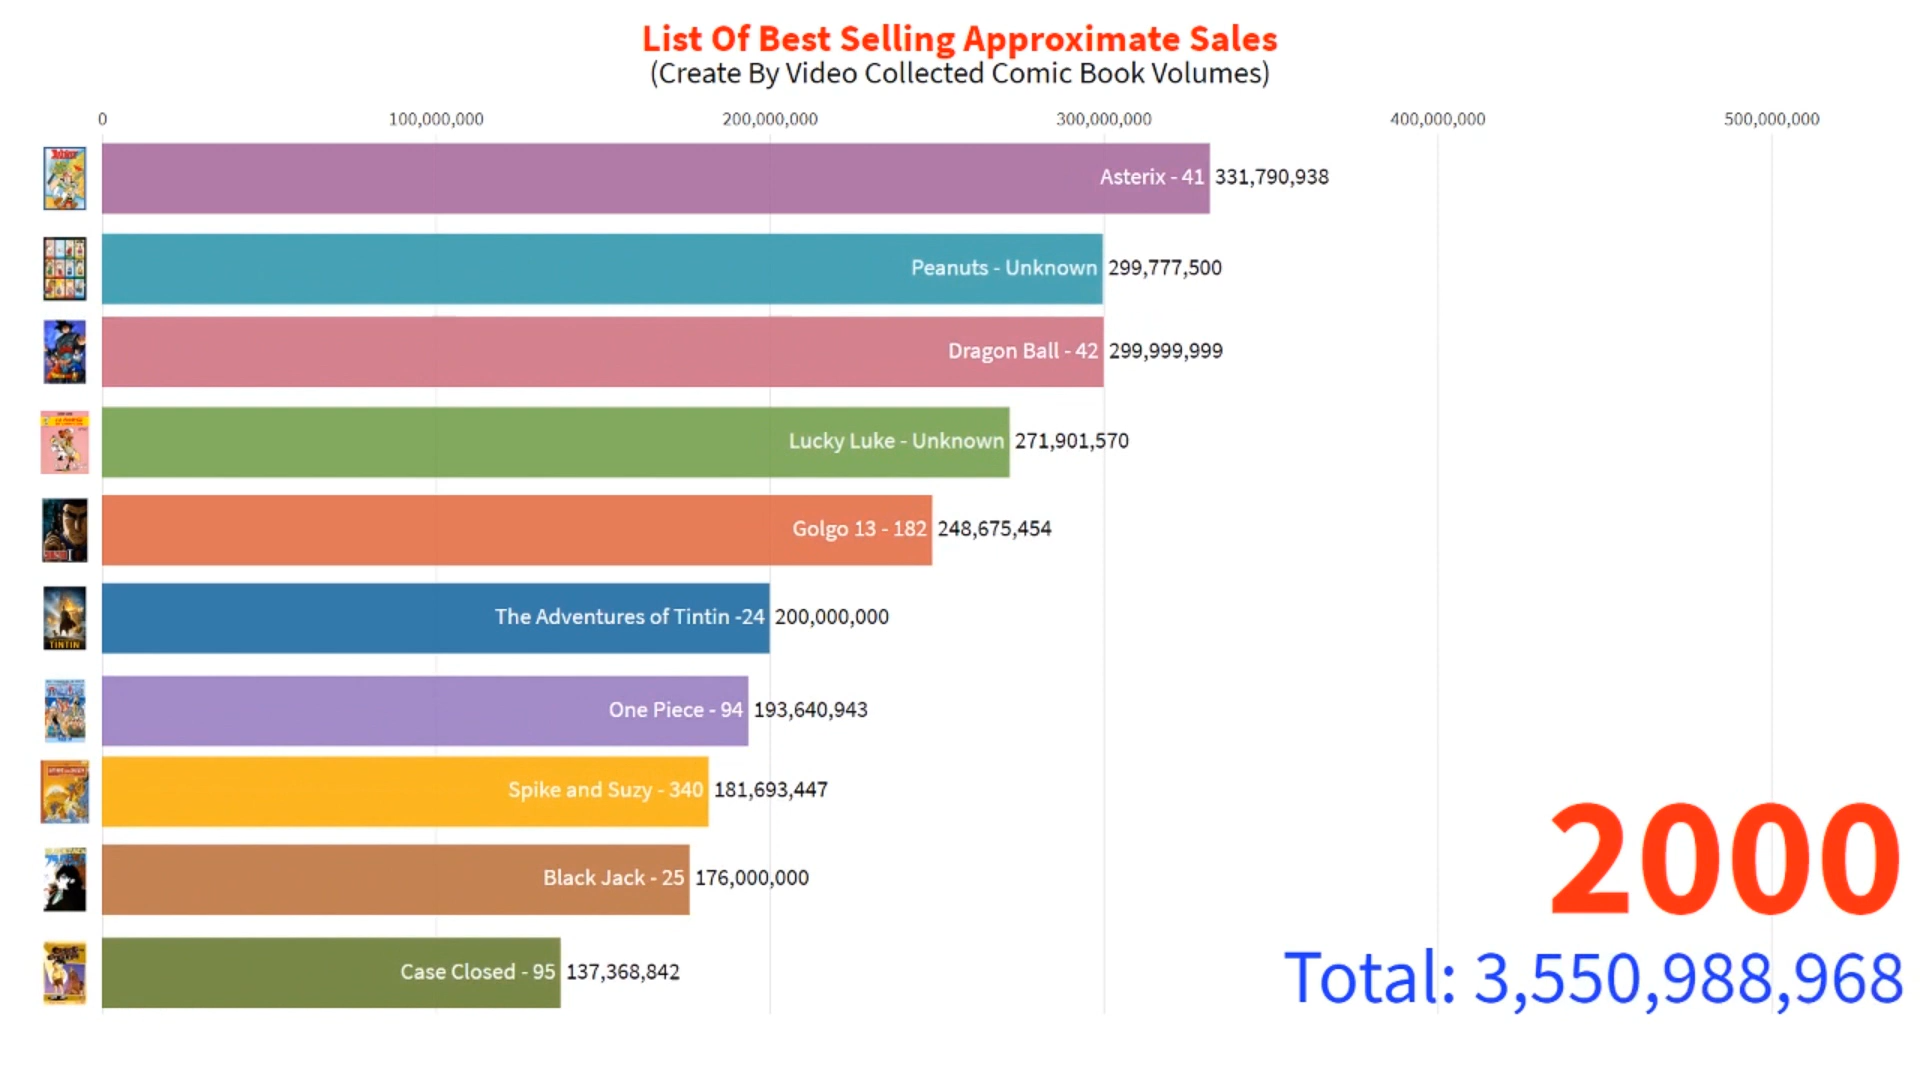 List Of Best Selling Approximate Sales
(Create By Video Collected Comic Book Volumes)
0 100,000,000 200,000,000 300,000,000 400,000,000 500,000,000
Asterix - 41 331,790,938
Peanuts - Unknown 299,777,500
Dragon Ball - 42 299,999,999
Lucky Luke - Unknown 271,901,570
Golgo 13 - 182 248,675,454
The Adventures of Tintin -24 200,000,000
TINTIN
One Piece - 94 193,640,943
Spike and Suzy - 340 181,693,447
Black Jack - 25 176,000,000
Case Closed - 95 137,368,842
2000
Total: 3,550,988,968